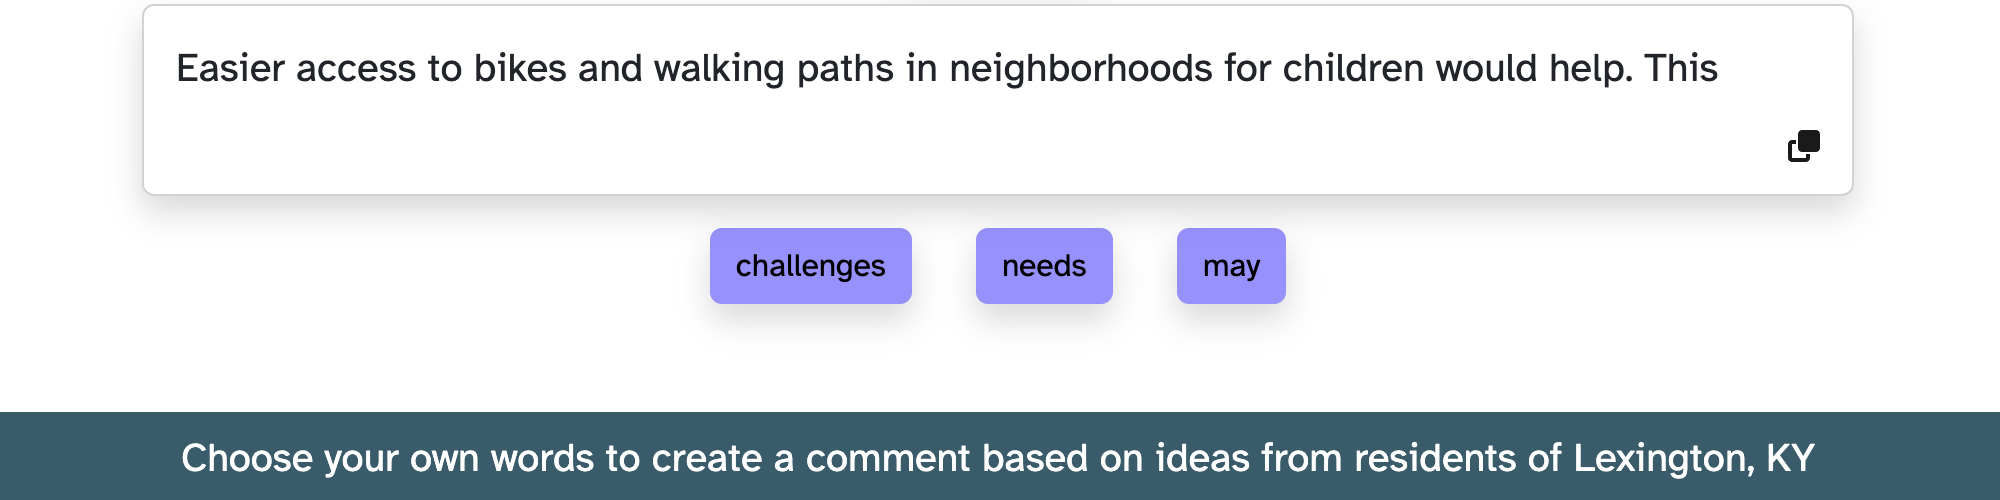 Easier access to bikes and walking paths in neighborhoods for children would help. This
challenges needs may
Choose your own words to create a comment based on ideas from residents of Lexington, KY